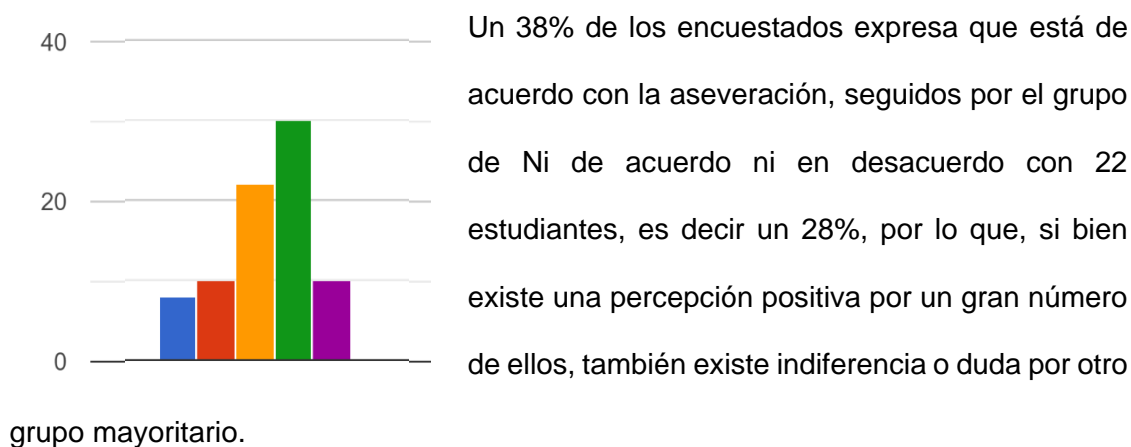 40
20
0
Un 38% de los encuestados expresa que está de
acuerdo con la aseveración, seguidos por el grupo
de Ni de acuerdo ni en desacuerdo con 22
estudiantes, es decir un 28%, por lo que, si bien
existe una percepción positiva por un gran número
de ellos, también existe indiferencia o duda por otro
grupo mayoritario.